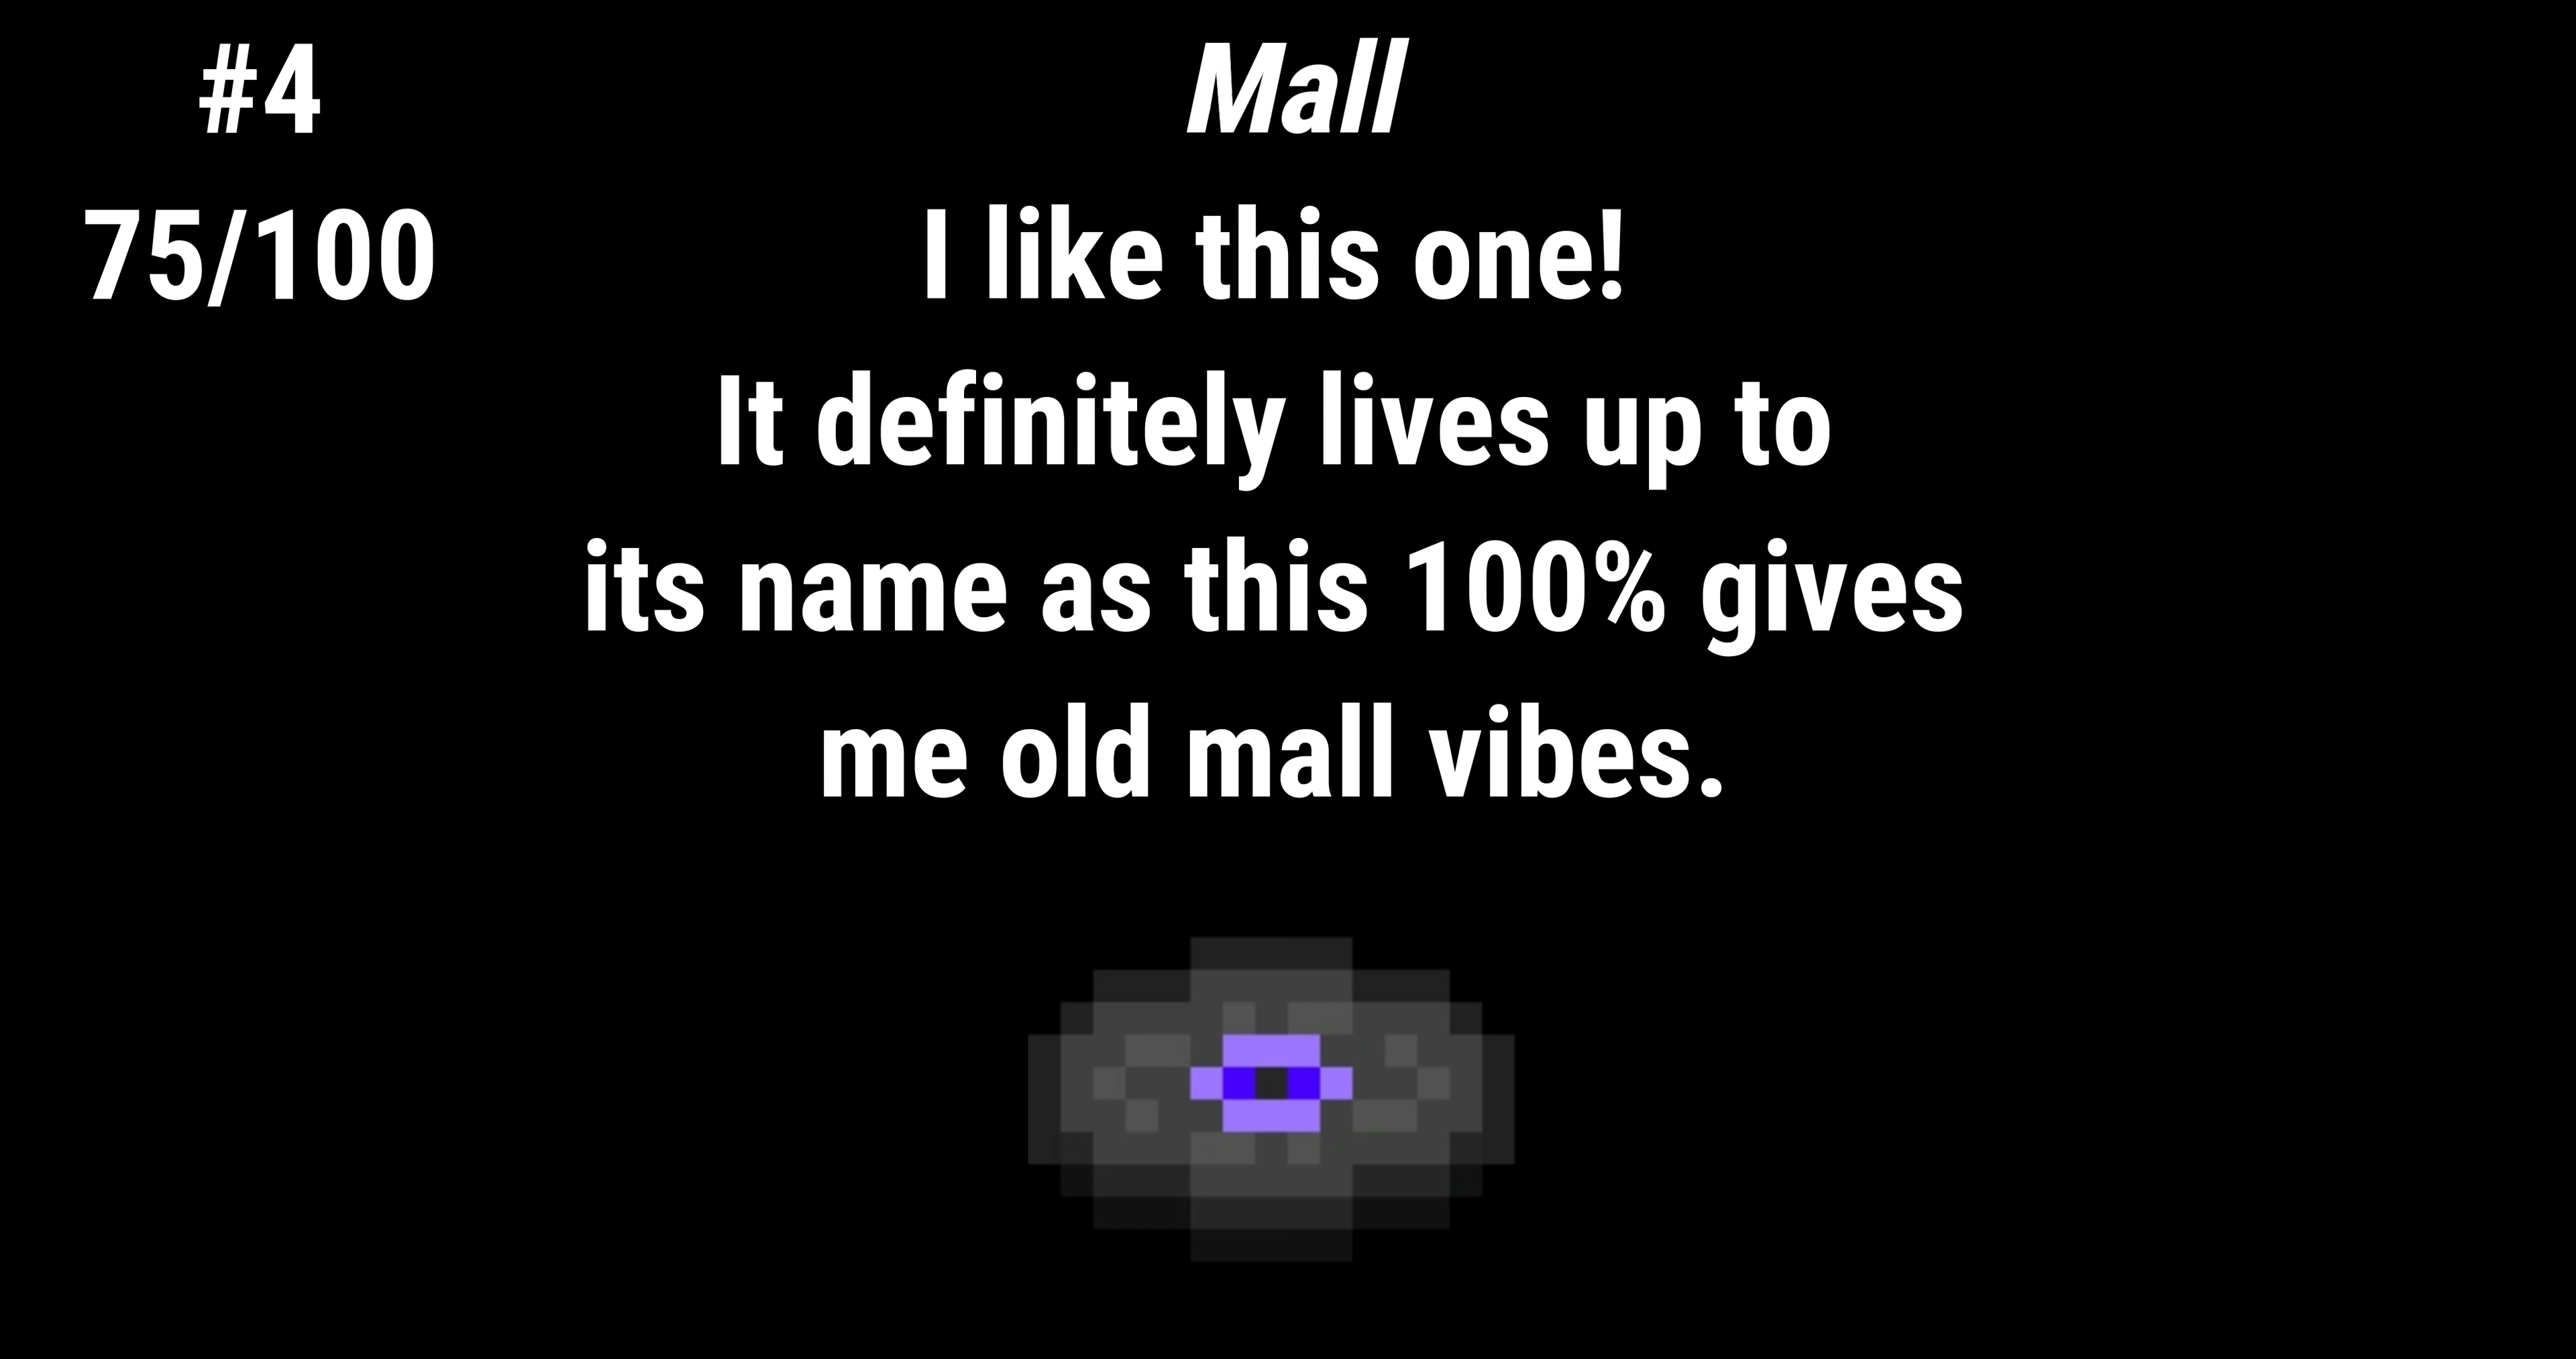 #4
75/100
Mall
I like this one!
It definitely lives up to
its name as this 100% gives
me old mall vibes.